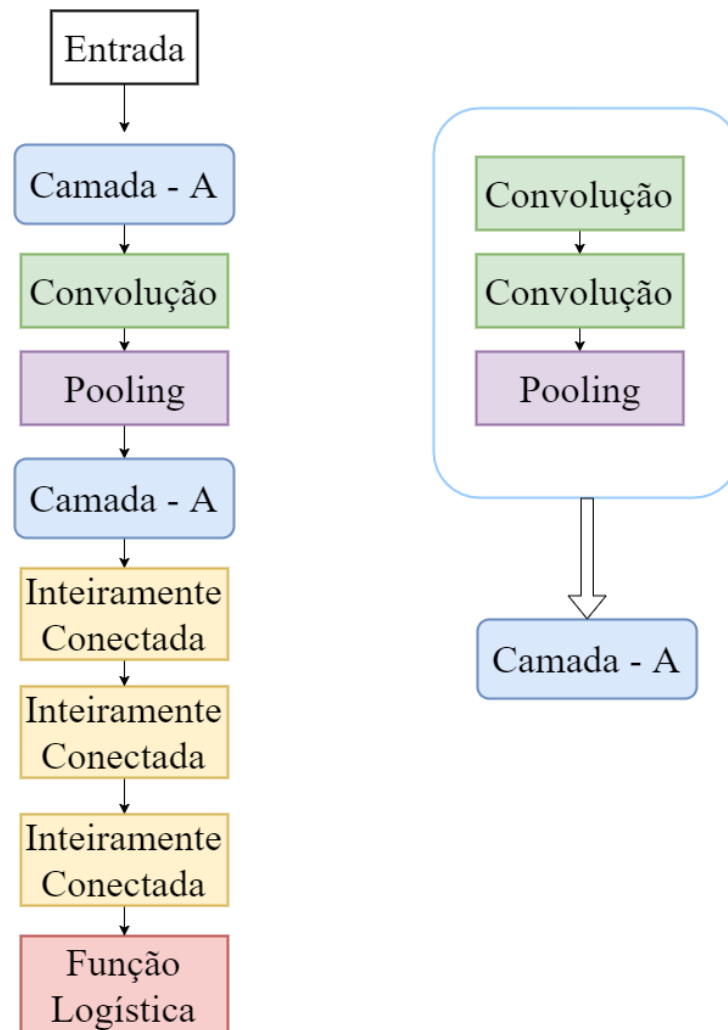 Entrada
Camada - A
Convolução
Pooling
Camada - A
Inteiramente
Conectada
Inteiramente
Conectada
Inteiramente
Conectada
Função
Logística
Convolução
Convolução
Pooling
Camada - A